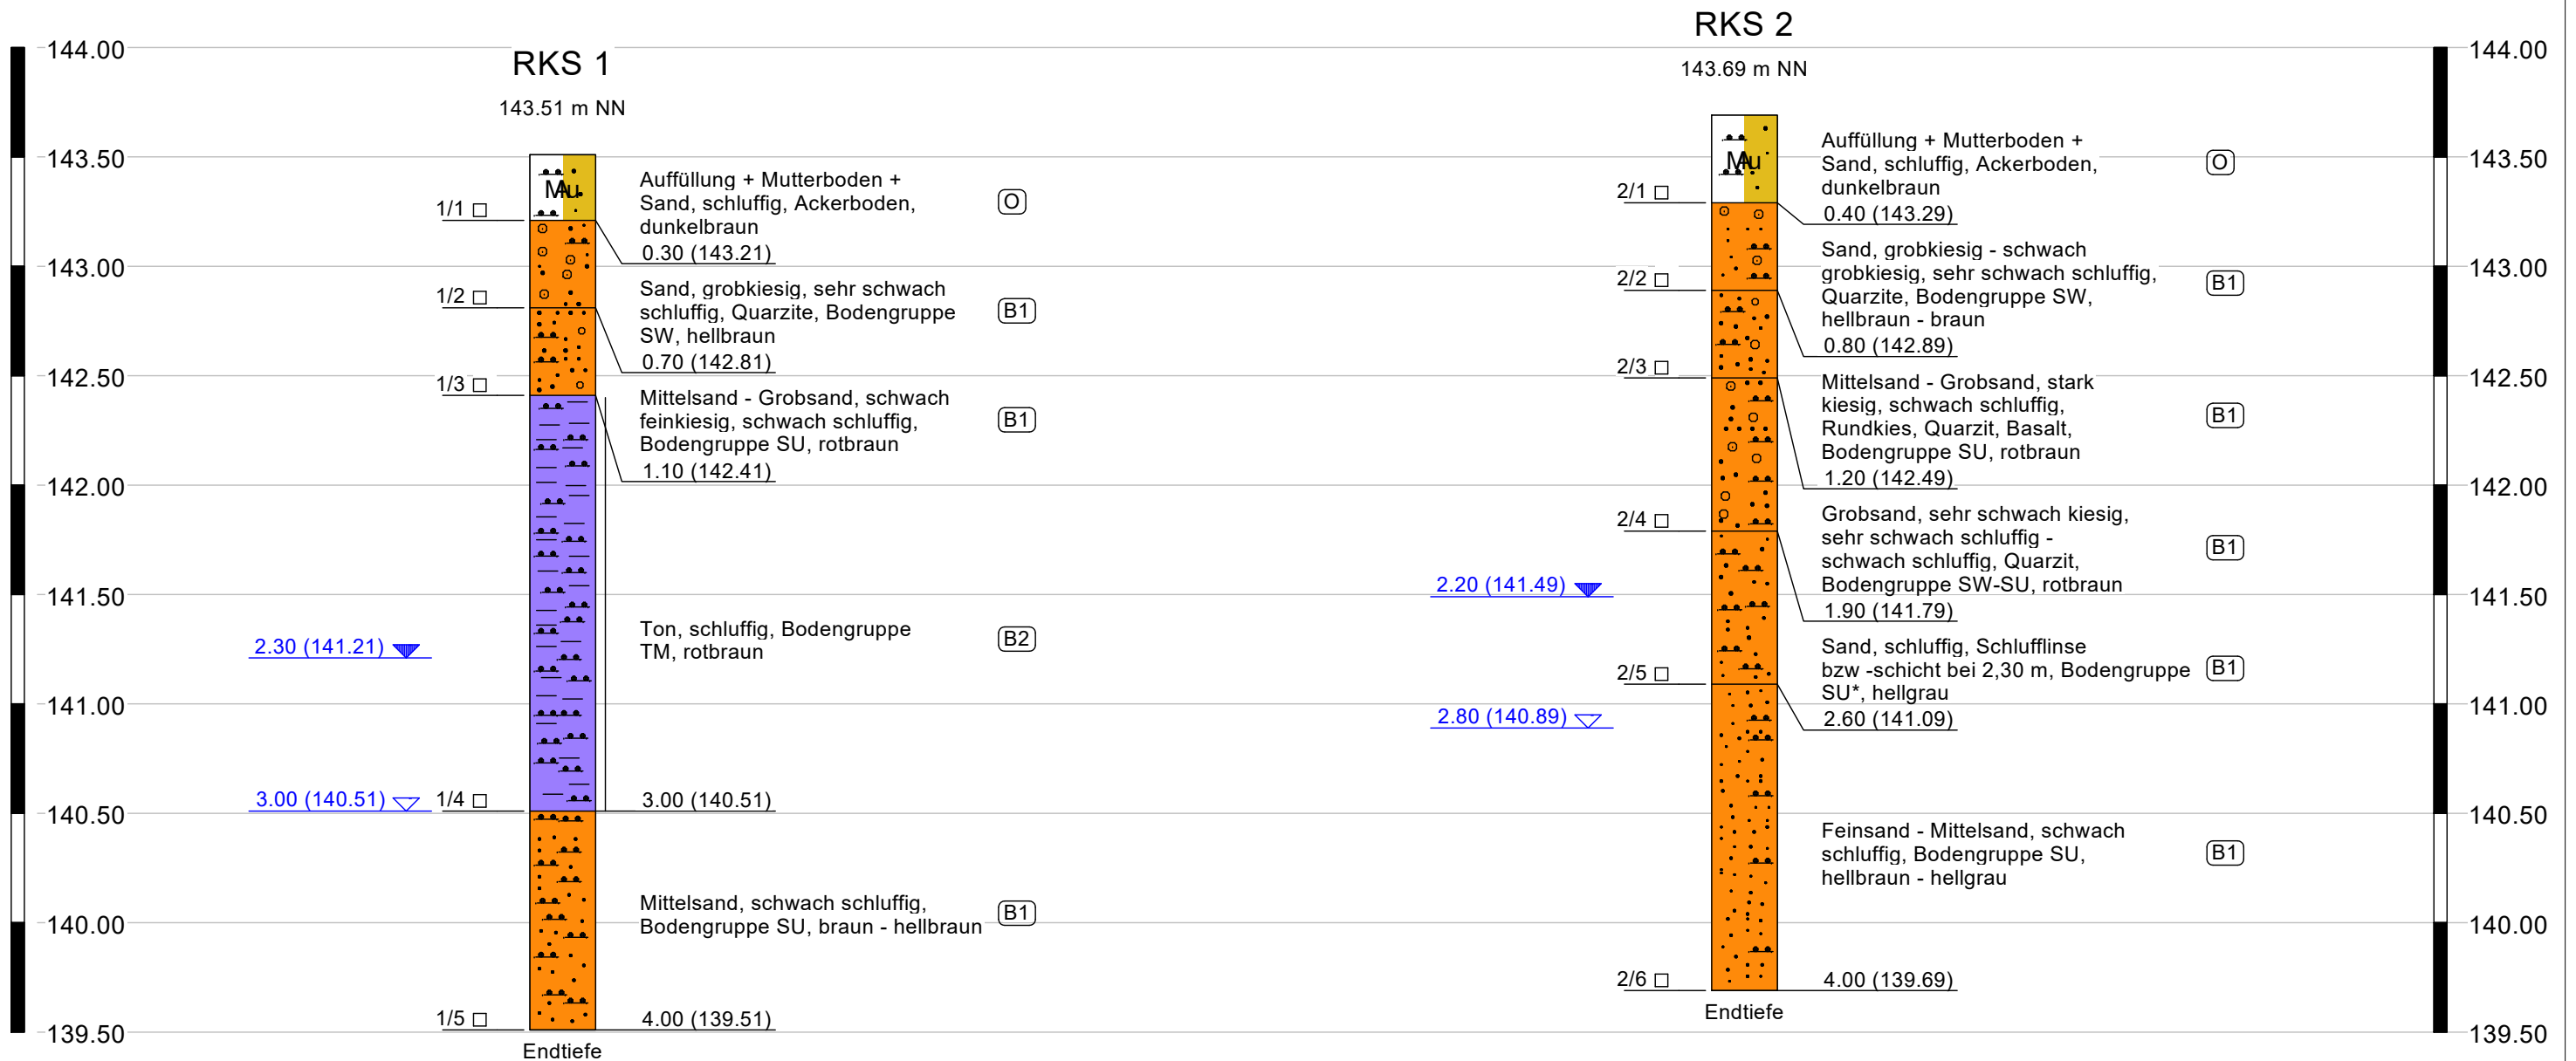 RKS 2
RKS 1
143.69 m NN
143.51 m NN
144.00
143.50
143.00
142.50
142.00
141.50
141.00
140.50
140.00
139.50
2.30 (141.21)
3.00 (140.51)
1/1
1/2
1/3
1/4
1/5
Mu
Au
Auffüllung + Mutterboden +
Sand, schluffig, Ackerboden,
dunkelbraun
0.30 (143.21)
O
Sand, grobkiesig, sehr schwach
schluffig, Quarzite, Bodengruppe
SW, hellbraun
0.70 (142.81)
B1
Mittelsand - Grobsand, schwach
feinkiesig, schwach schluffig,
Bodengruppe SU, rotbraun
1.10 (142.41)
B1
Ton, schluffig, Bodengruppe
TM, rotbraun
B2
3.00 (140.51)
Mittelsand, schwach schluffig,
Bodengruppe SU, braun - hellbraun
B1
4.00 (139.51)
Endtiefe
2.20 (141.49)
2.80 (140.89)
2/1
2/2
2/3
2/4
2/5
2/6
Mu
Au
Auffüllung + Mutterboden +
Sand, schluffig, Ackerboden,
dunkelbraun
0.40 (143.29)
O
Sand, grobkiesig - schwach
grobkiesig, sehr schwach schluffig,
Quarzite, Bodengruppe SW,
hellbraun - braun
0.80 (142.89)
B1
Mittelsand - Grobsand, stark
kiesig, schwach schluffig,
Rundkies, Quarzit, Basalt,
Bodengruppe SU, rotbraun
1.20 (142.49)
B1
Grobsand, sehr schwach kiesig,
sehr schwach schluffig -
schwach schluffig, Quarzit,
Bodengruppe SW-SU, rotbraun
1.90 (141.79)
B1
Sand, schluffig, Schlufflinse
bzw -schicht bei 2,30 m, Bodengruppe
SU*, hellgrau
2.60 (141.09)
B1
Feinsand - Mittelsand, schwach
schluffig, Bodengruppe SU,
hellbraun - hellgrau
B1
4.00 (139.69)
Endtiefe
144.00
143.50
143.00
142.50
142.00
141.50
141.00
140.50
140.00
139.50